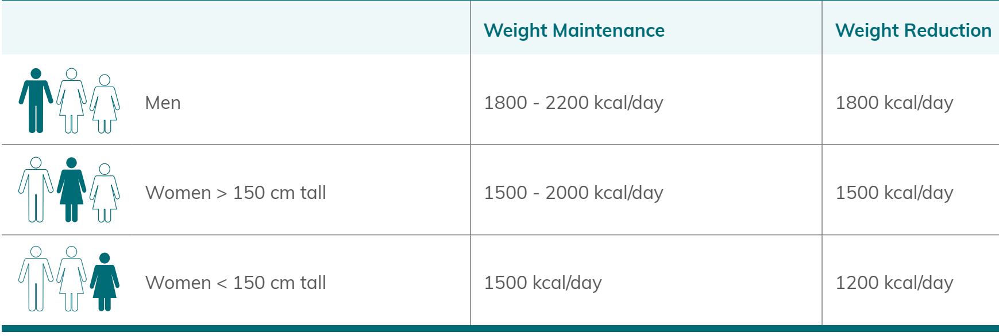 Weight Maintenance Weight Reduction
Men 1800 - 2200 kcal/day 1800 kcal/day
Women > 150 cm tall 1500 - 2000 kcal/day 1500 kcal/day
Women < 150 cm tall 1500 kcal/day 1200 kcal/day